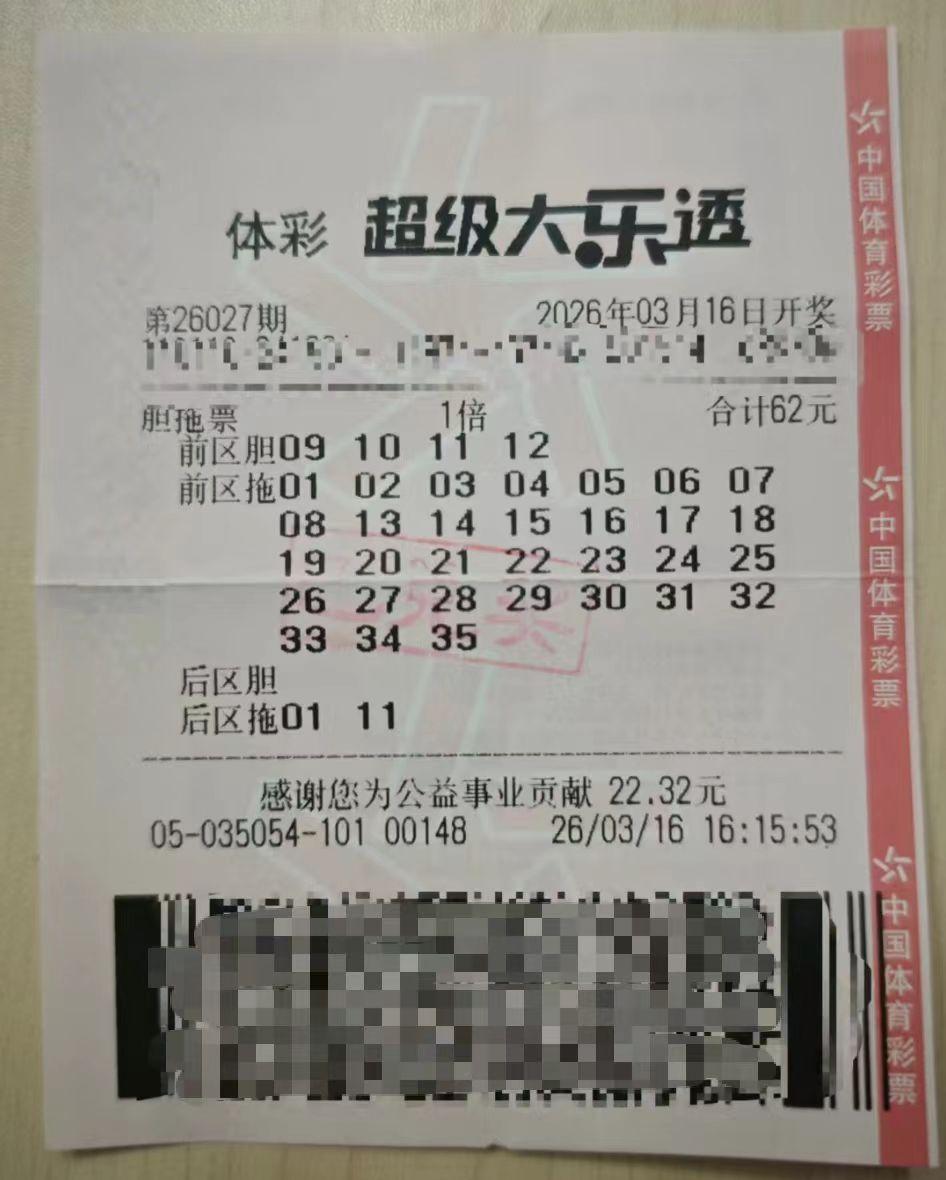 体彩 超级大乐透
第26027期 2026年03月16日开奖
胆拖票 1倍 合计62元
前区胆09 10 11 12
前区拖01 02 03 04 05 06 07
08 13 14 15 16 17 18
19 20 21 22 23 24 25
26 27 28 29 30 31 32
33 34 35
后区胆
后区拖01 11
感谢您为公益事业贡献 22.32元
05-035054-101 00148 26/03/16 16:15:53
中国体育彩票
中国体育彩票
中国体育彩票